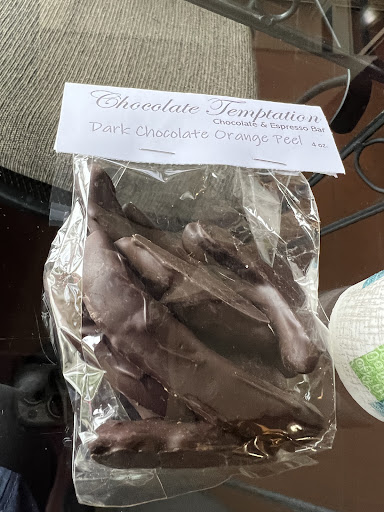 Chocolate Temptation
Chocolate & Espresso Bar
Dark Chocolate Orange Peel 4 oz.